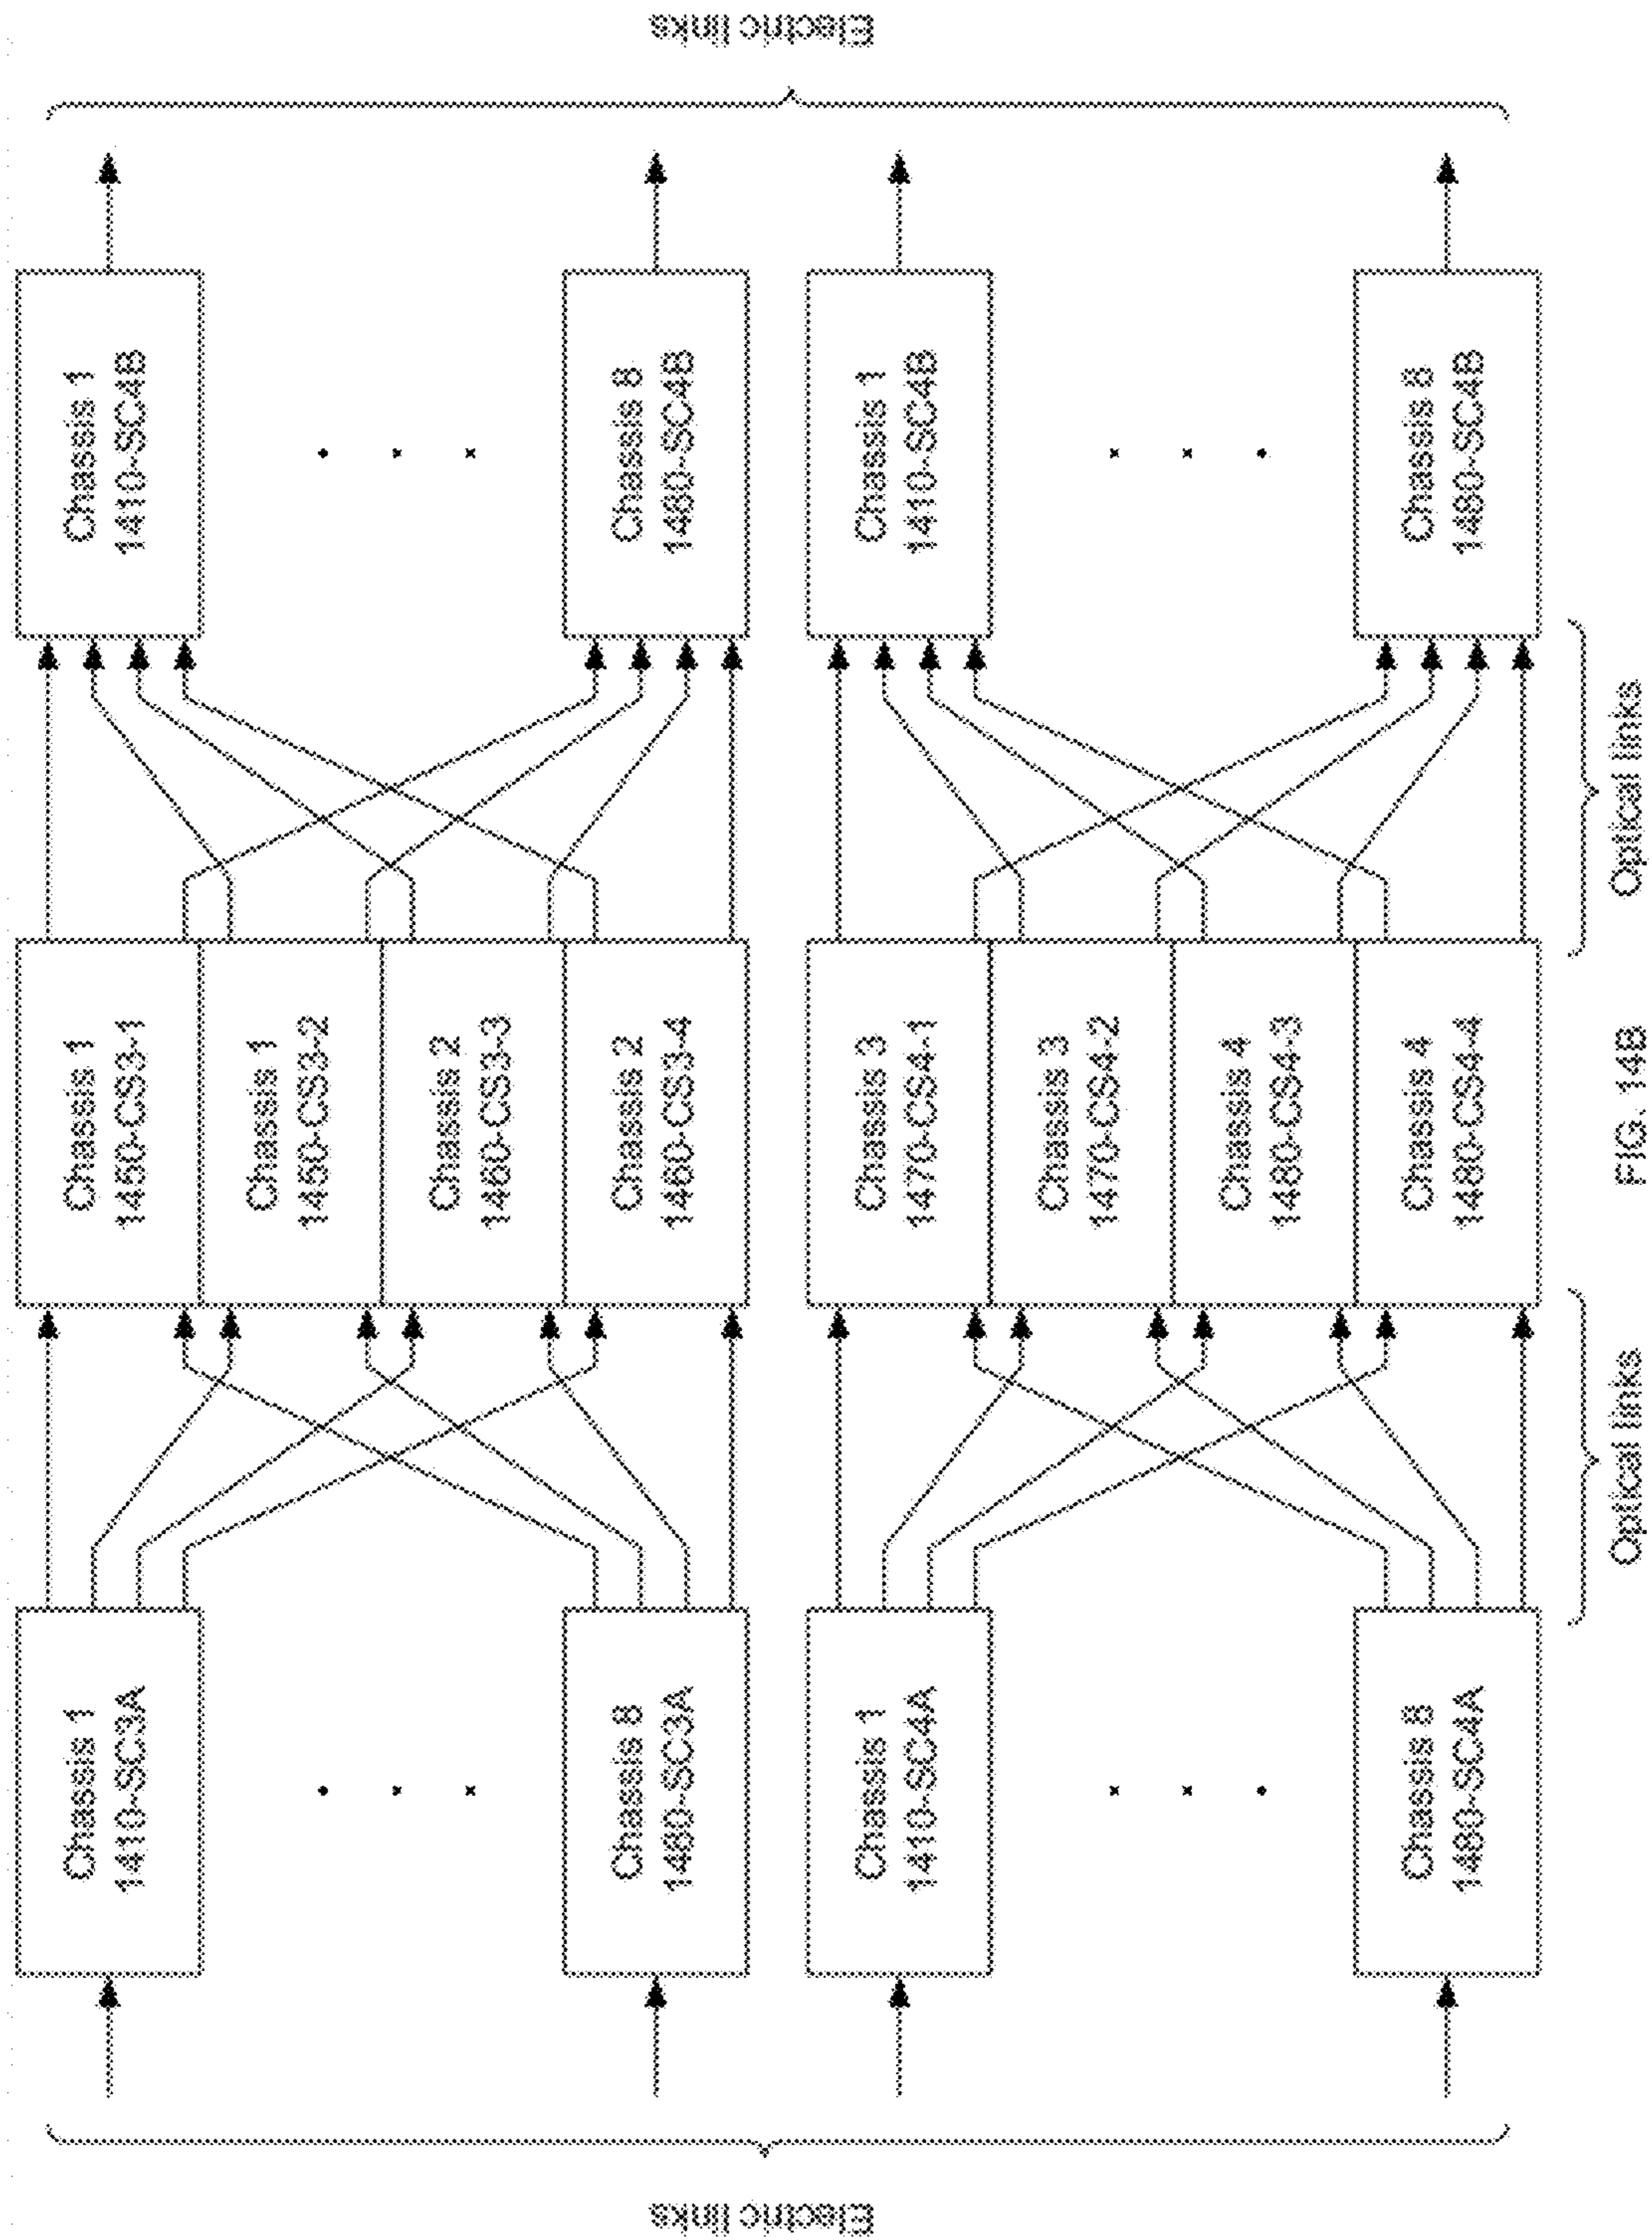 Electric links
Chassis 1
1410-SC3A
Chassis 8
1480-SC3A
Chassis 1
1410-SC4A
Chassis 8
1480-SC4A
Optical links
Chassis 1
1450-CS3-1
Chassis 1
1450-CS3-2
Chassis 2
1460-CS3-3
Chassis 2
1460-CS3-4
Chassis 3
1470-CS4-1
Chassis 3
1470-CS4-2
Chassis 4
1480-CS4-3
Chassis 4
1480-CS4-4
Optical links
Chassis 1
1410-SC4B
Chassis 8
1480-SC4B
Chassis 1
1410-SC4B
Chassis 8
1480-SC4B
Electric links
FIG. 14B